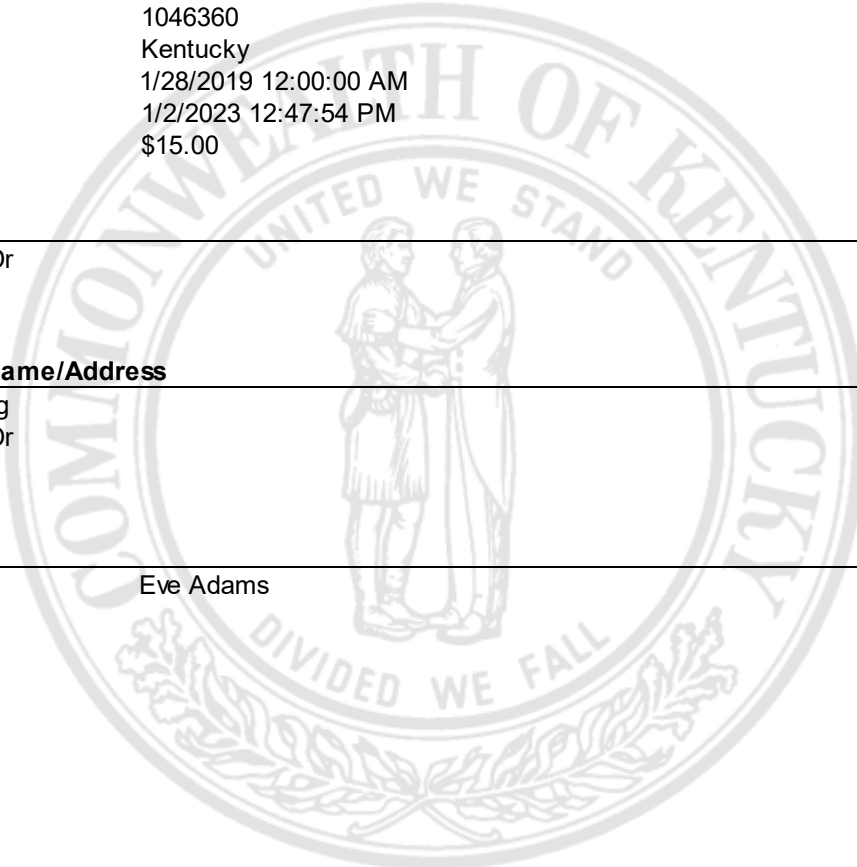 1046360
Kentucky
1/28/2019 12:00:00 AM
1/2/2023 12:47:54 PM
$15.00
COMMONWEALTH OF KENTUCKY
UNITED WE STAND
Dr
ame/Address
g
Dr
Eve Adams
DIVIDED WE FALL